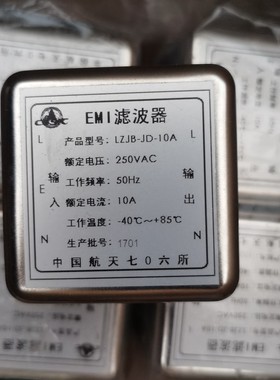 EMI滤波器
产品型号: LZJB-JD-10A
额定电压: 250VAC
工作频率: 50Hz
额定电流: 10A
工作温度: -40℃~+85℃
生产批号: 1701
中国航天七〇六所
L
E
N
输入
L
N
输出